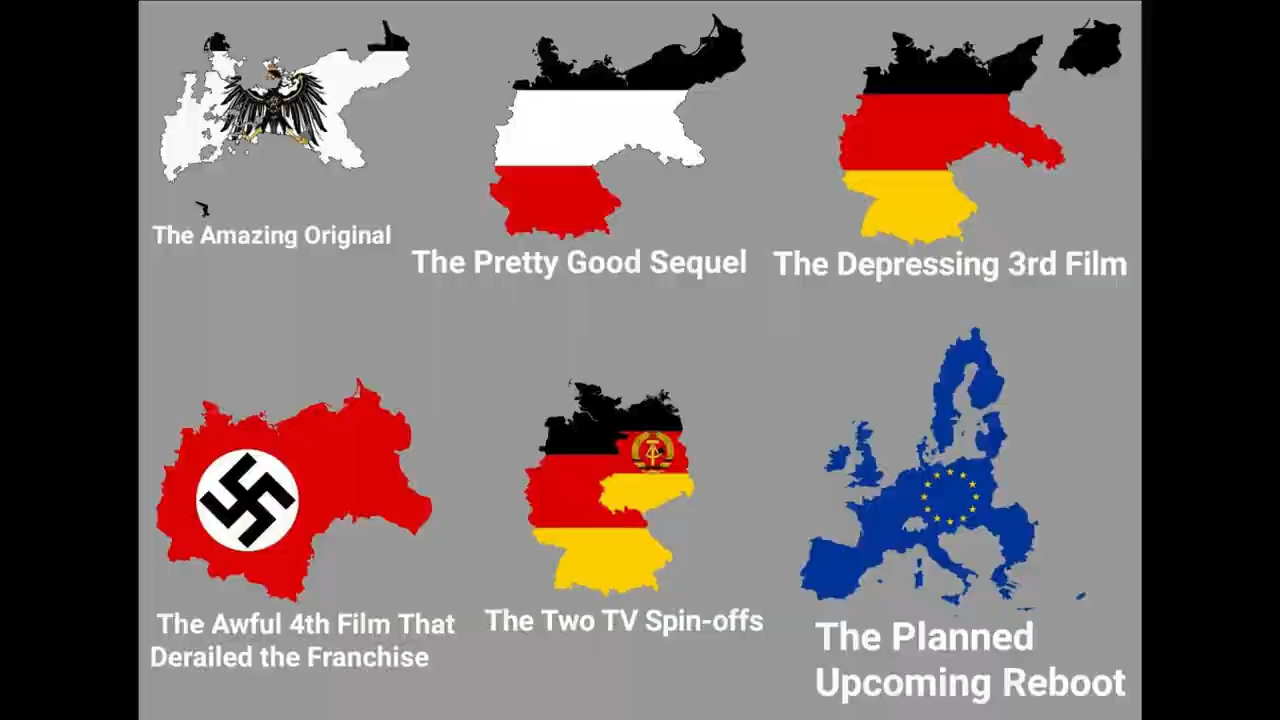 The Amazing Original
The Pretty Good Sequel
The Depressing 3rd Film
The Awful 4th Film That
Derailed the Franchise
The Two TV Spin-offs
The Planned
Upcoming Reboot